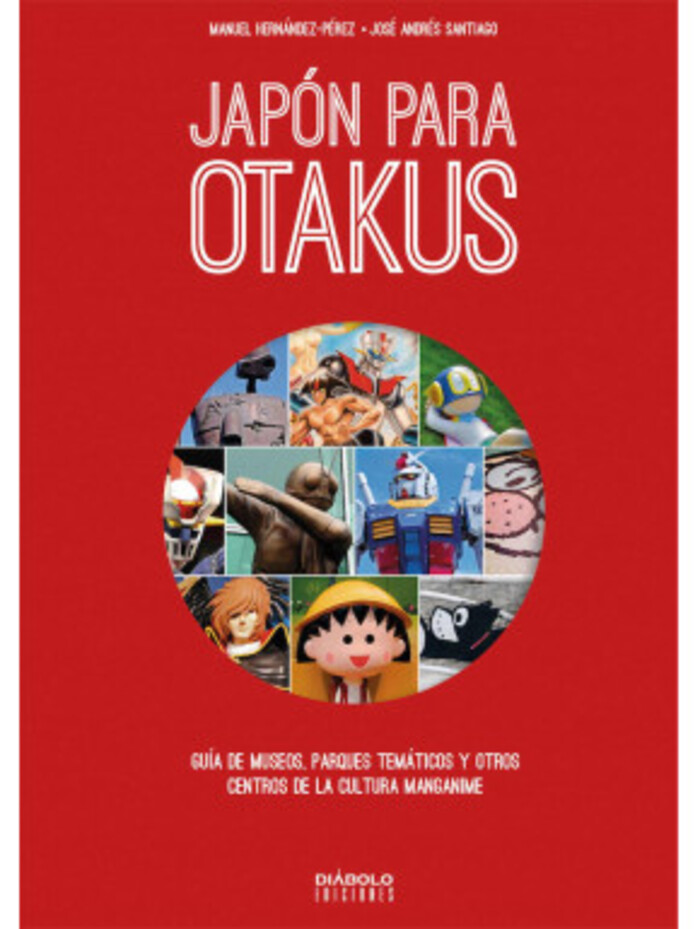 MANUEL HERNÁNDEZ-PÉREZ • JOSÉ ANDRÉS SANTIAGO
JAPÓN PARA
OTAKUS
GUÍA DE MUSEOS, PARQUES TEMÁTICOS Y OTROS
CENTROS DE LA CULTURA MANGANIME
DIÁBOLO
EDICIONES